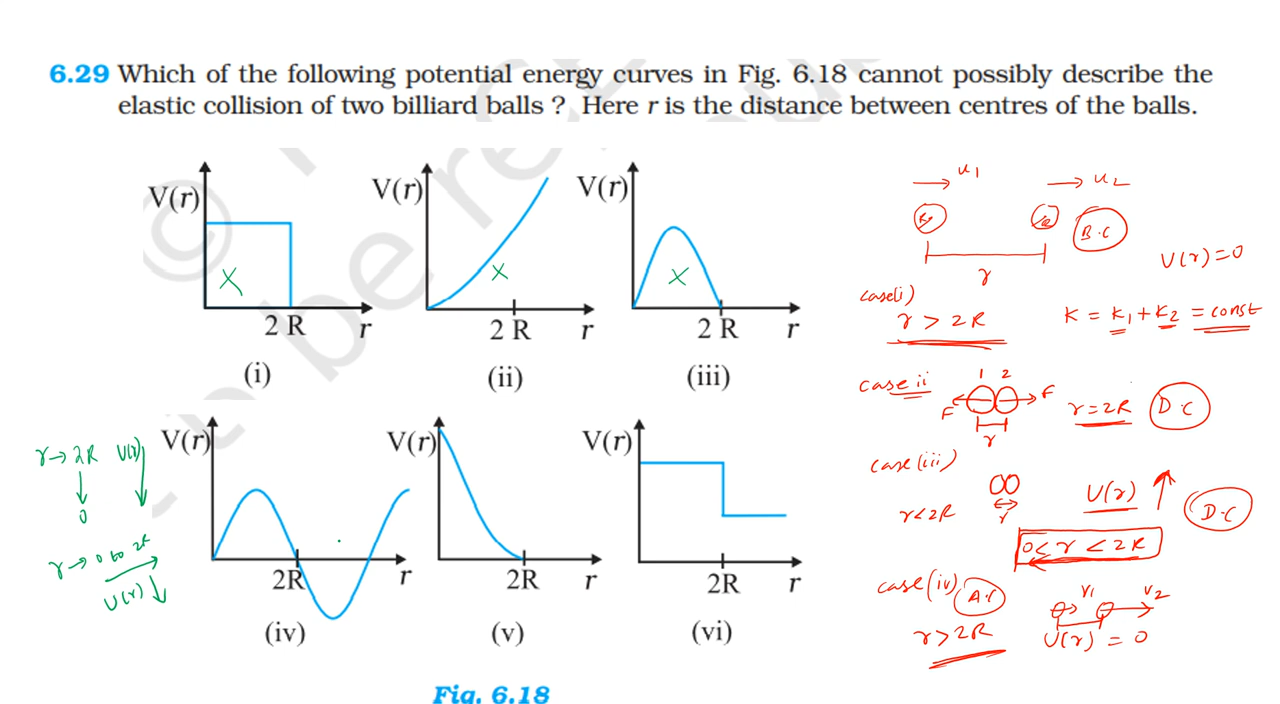 6.29 Which of the following potential energy curves in Fig. 6.18 cannot possibly describe the
elastic collision of two billiard balls ? Here r is the distance between centres of the balls.
V(r)
2 R
r
(i)
X
V(r)
2 R
r
(ii)
X
V(r)
2 R
r
(iii)
X
V(r)
2R
r
(iv)
V(r)
2R
r
(v)
V(r)
2R
r
(vi)
Fig. 6.18
r → 2R V(r)
↓
0
r → 0 to 2R
U(r) ↓
u1
u2
B.C
r
V(r) = 0
case(i)
r > 2R
K = K1 + K2 = const
case ii
1 2
F
F
r
r = 2R
D.C
case(iii)
r < 2R
r
U(r) ↑
D.C
0 < r < 2R
case(iv)
A.C
V1
V2
r > 2R
U(r) = 0